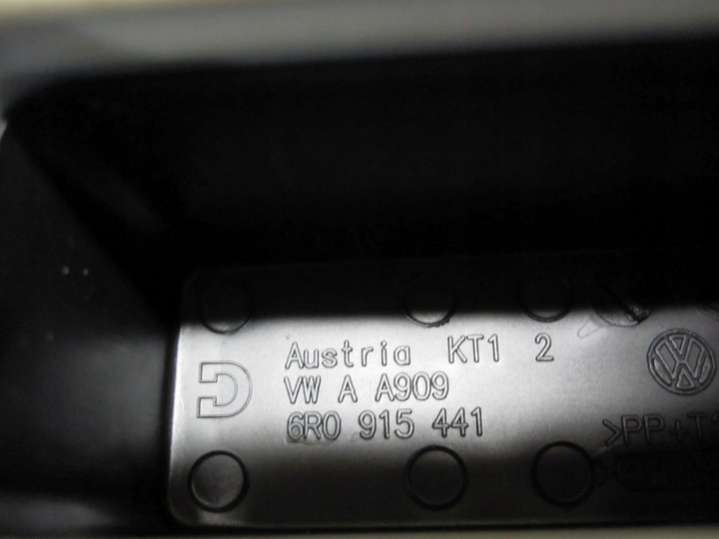 Austria KT1 2
VW A A909
6R0 915 441
>PP+T